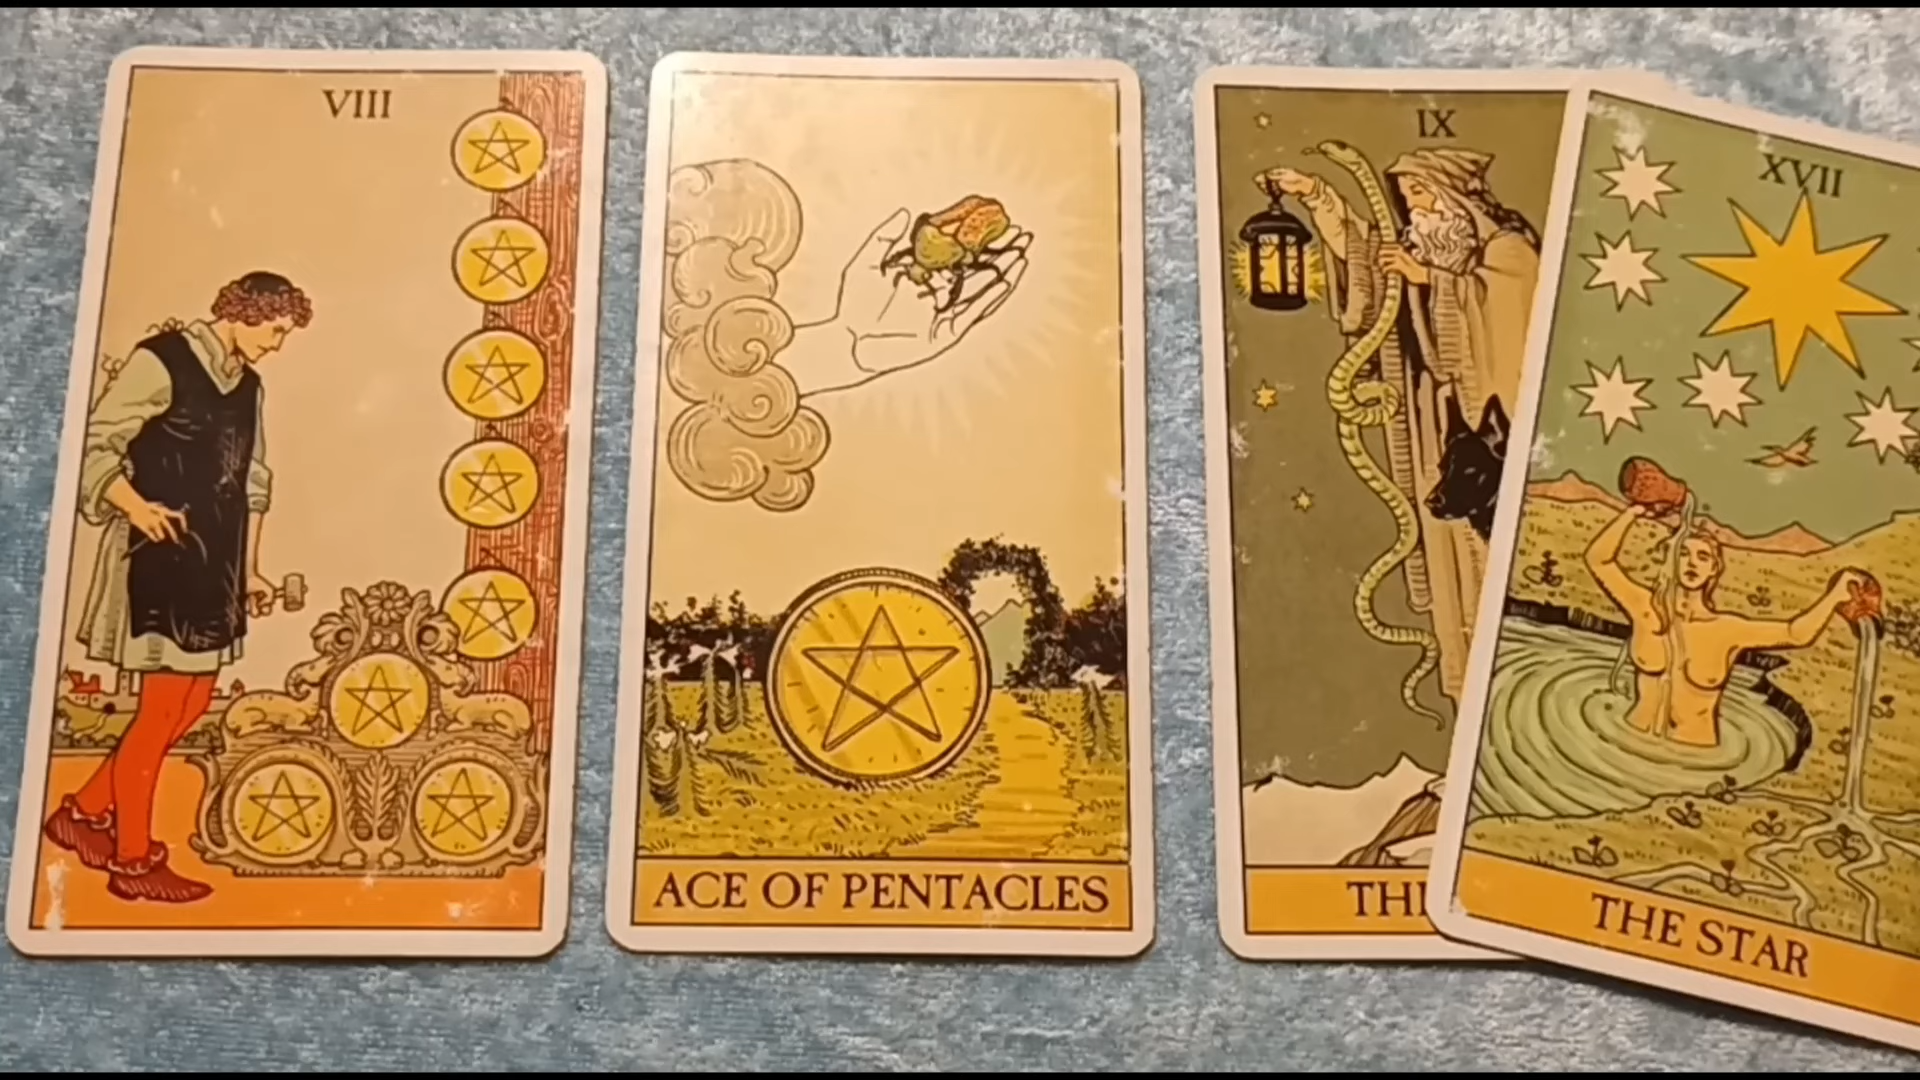 VIII
ACE OF PENTACLES
IX
XVII
THE STAR